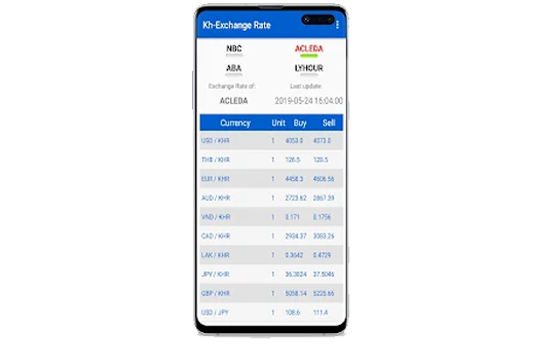 Kh-Exchange Rate
NBC ACLEDA
ABA LYHOUR
Exchange Rate of: Last update:
ACLEDA 2019-05-24 16:04:00
Currency Unit Buy Sell
USD / KHR 1 4053.0 4073.0
THB / KHR 1 126.5 128.5
EUR / KHR 1 4458.3 4606.56
AUD / KHR 1 2723.62 2867.39
VND / KHR 1 0.171 0.1756
CAD / KHR 1 2934.37 3083.26
LAK / KHR 1 0.3642 0.4729
JPY / KHR 1 36.3824 37.5046
GBP / KHR 1 5058.14 5225.66
USD / JPY 1 108.6 111.4